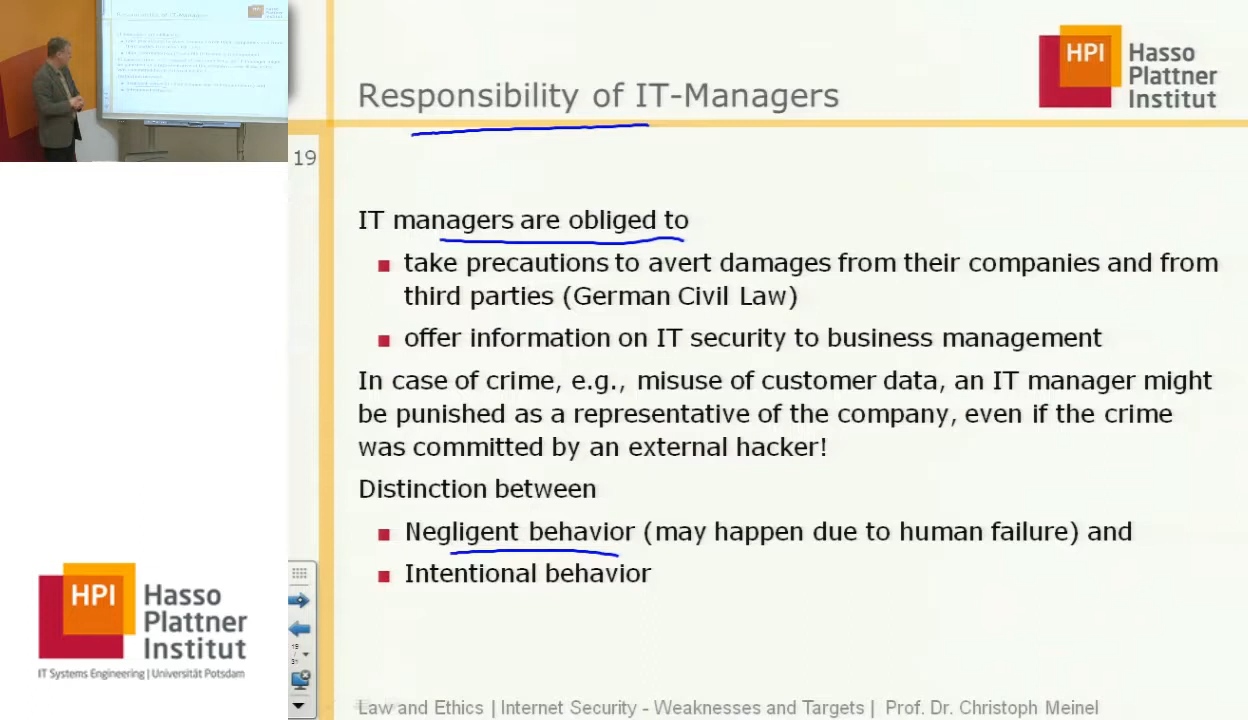 Responsibility of IT-Managers
HPI
Hasso
Plattner
Institut
19
IT managers are obliged to
take precautions to avert damages from their companies and from
third parties (German Civil Law)
offer information on IT security to business management
In case of crime, e.g., misuse of customer data, an IT manager might
be punished as a representative of the company, even if the crime
was committed by an external hacker!
Distinction between
Negligent behavior (may happen due to human failure) and
Intentional behavior
HPI
Hasso
Plattner
Institut
IT Systems Engineering | Universität Potsdam
19
/
31
Law and Ethics | Internet Security - Weaknesses and Targets | Prof. Dr. Christoph Meinel